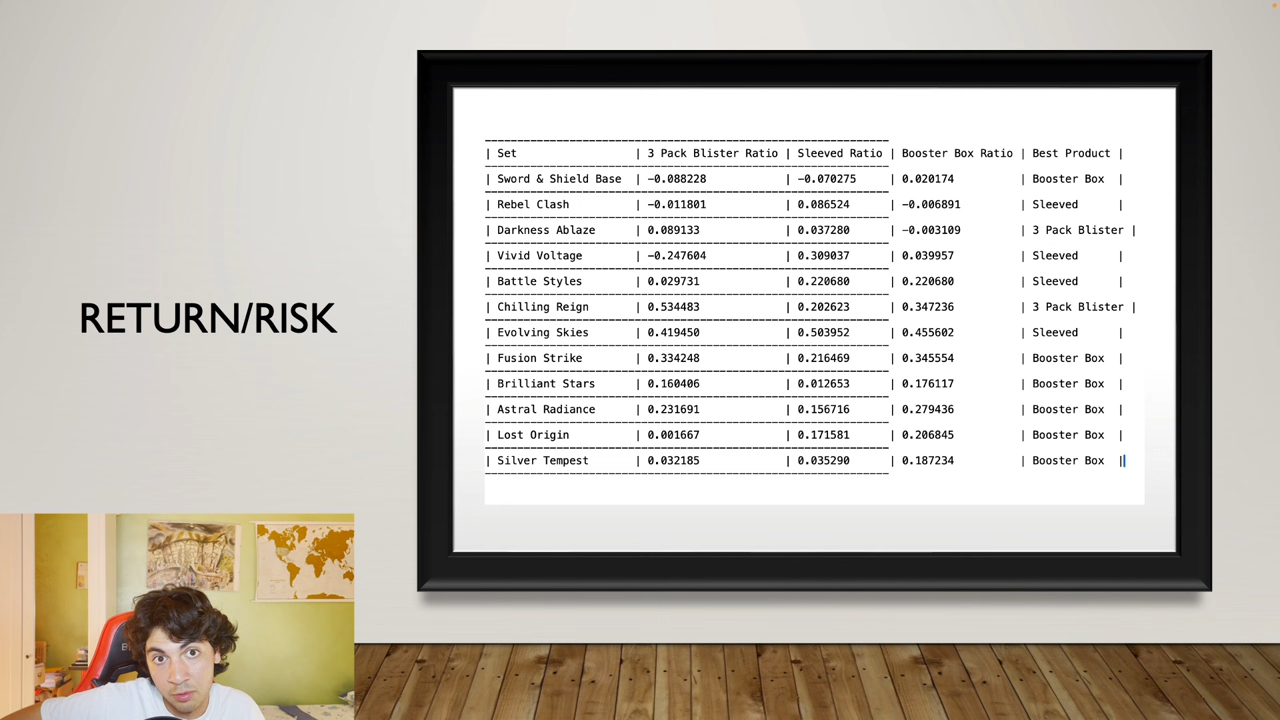 RETURN/RISK
| Set | 3 Pack Blister Ratio | Sleeved Ratio | Booster Box Ratio | Best Product |
| Sword & Shield Base | -0.088228 | -0.070275 | 0.020174 | Booster Box |
| Rebel Clash | -0.011801 | 0.086524 | -0.006891 | Sleeved |
| Darkness Ablaze | 0.089133 | 0.037280 | -0.003109 | 3 Pack Blister |
| Vivid Voltage | -0.247604 | 0.309037 | 0.039957 | Sleeved |
| Battle Styles | 0.029731 | 0.220680 | 0.220680 | Sleeved |
| Chilling Reign | 0.534483 | 0.202623 | 0.347236 | 3 Pack Blister |
| Evolving Skies | 0.419450 | 0.503952 | 0.455602 | Sleeved |
| Fusion Strike | 0.334248 | 0.216469 | 0.345554 | Booster Box |
| Brilliant Stars | 0.160406 | 0.012653 | 0.176117 | Booster Box |
| Astral Radiance | 0.231691 | 0.156716 | 0.279436 | Booster Box |
| Lost Origin | 0.001667 | 0.171581 | 0.206845 | Booster Box |
| Silver Tempest | 0.032185 | 0.035290 | 0.187234 | Booster Box |